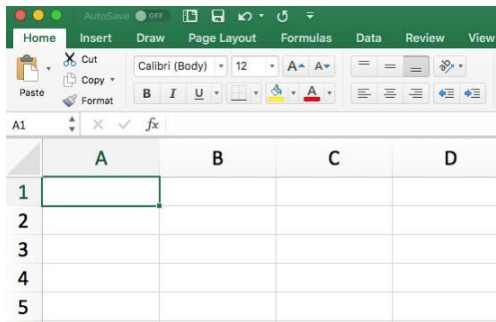 AutoSave OFF
Home Insert Draw Page Layout Formulas Data Review View
Cut
Calibri (Body) 12 A A
Copy
Paste
Format
B I U A
A1 fx
A B C D
1
2
3
4
5